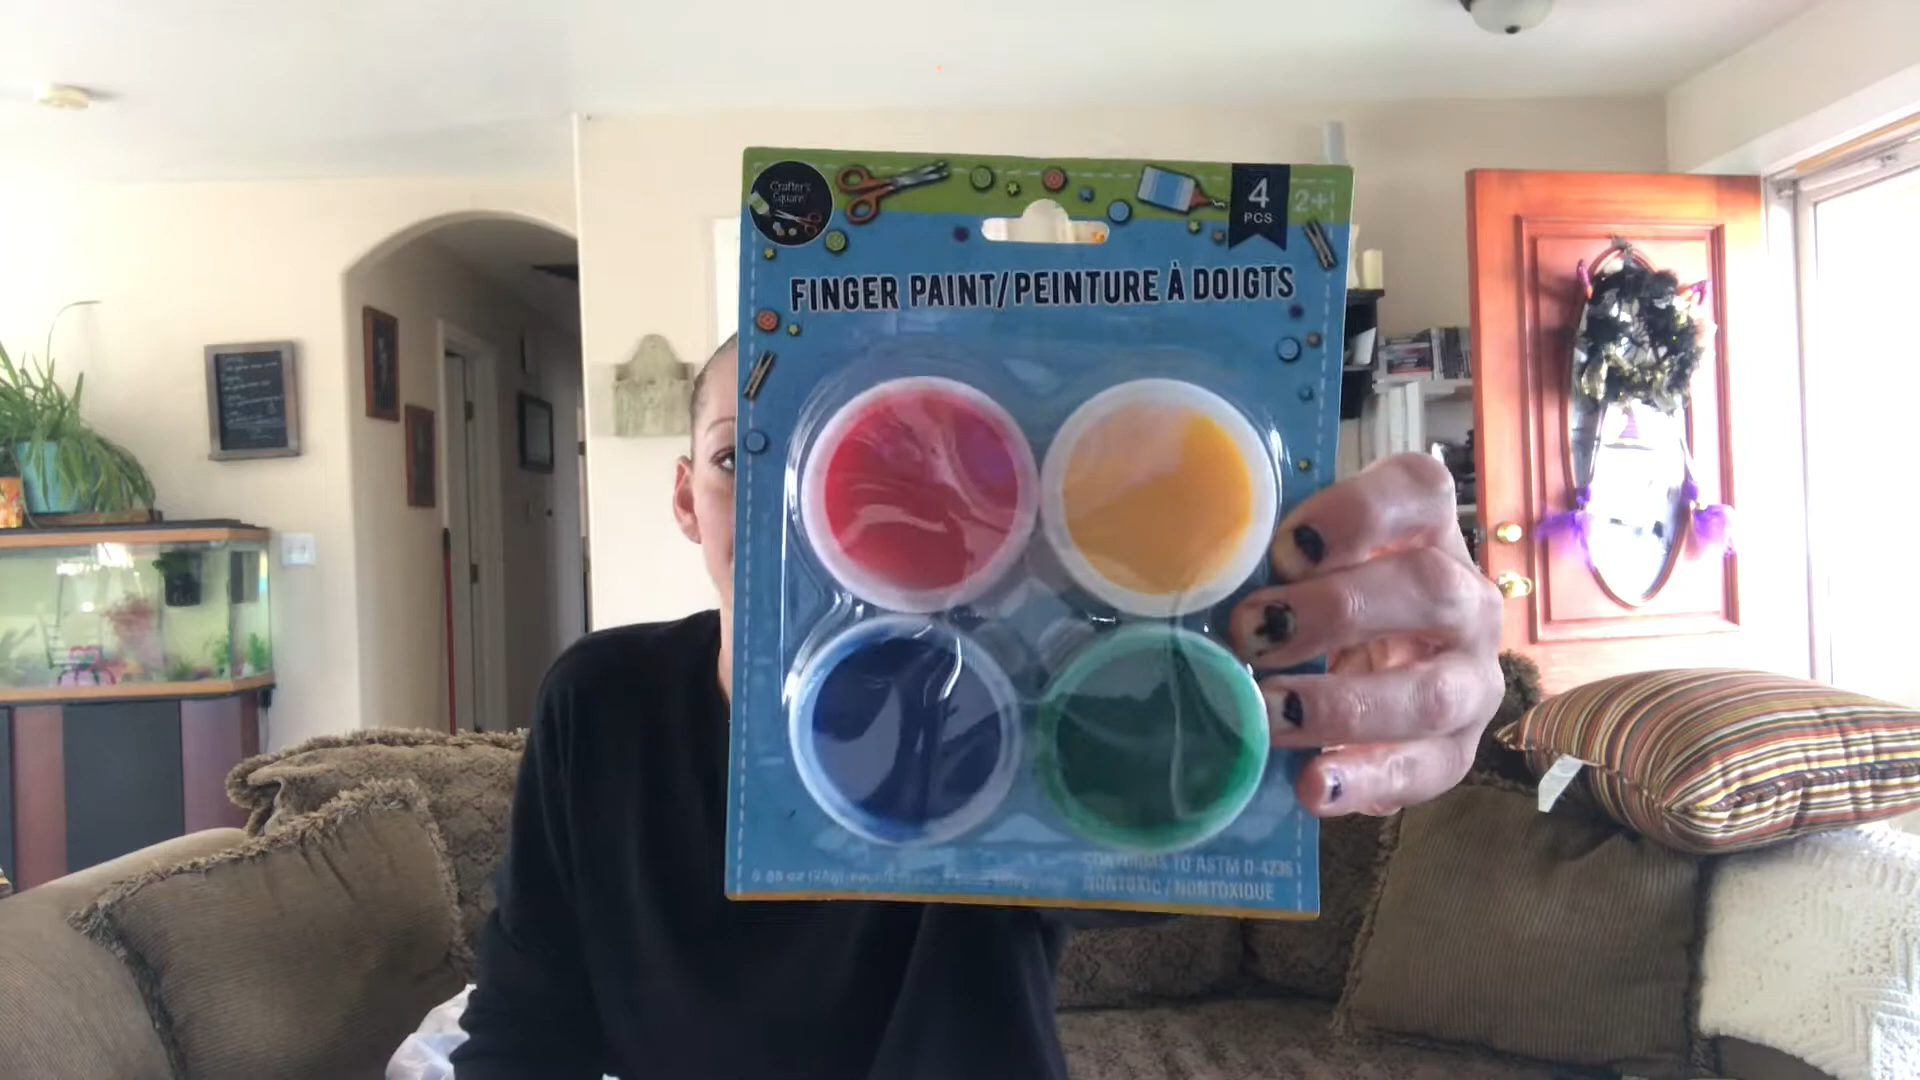 Crafter's
Square
4
PCS
2+
FINGER PAINT/PEINTURE À DOIGTS
CONFORMS TO ASTM D-4236
NONTOXIC / NONTOXIQUE